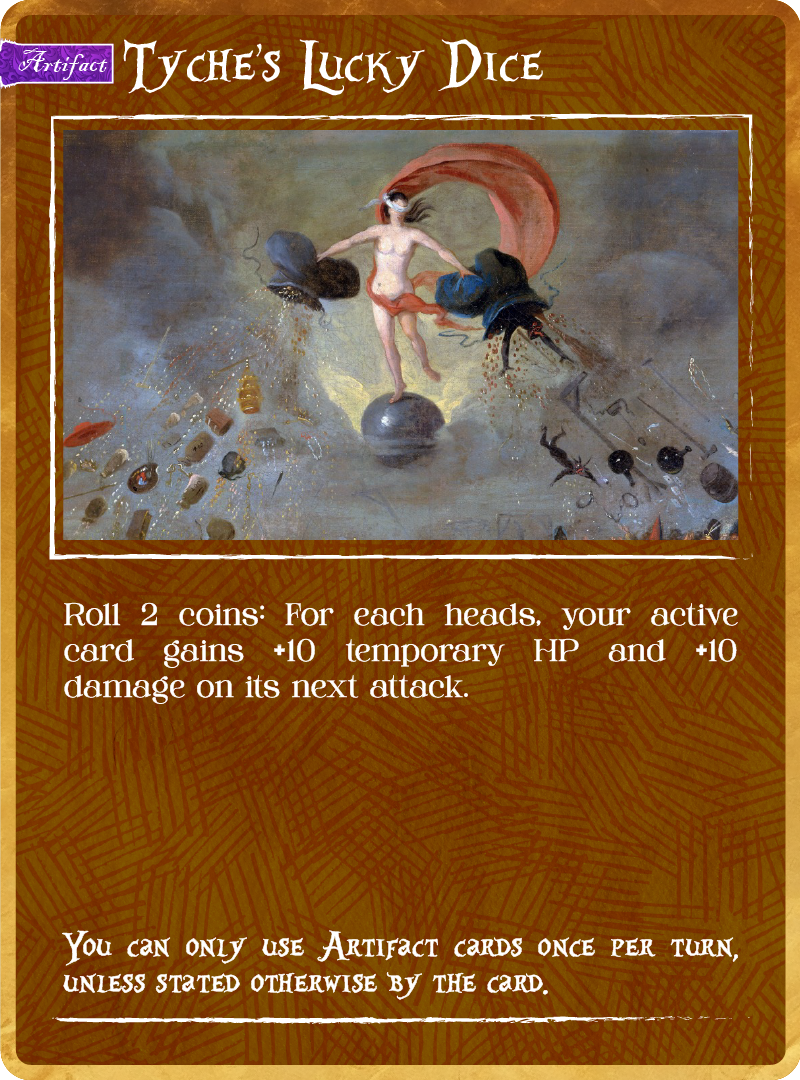 Artifact
Tyche's Lucky Dice
Roll 2 coins: For each heads, your active
card gains +10 temporary HP and +10
damage on its next attack.
You can only use Artifact cards once per turn,
unless stated otherwise by the card.